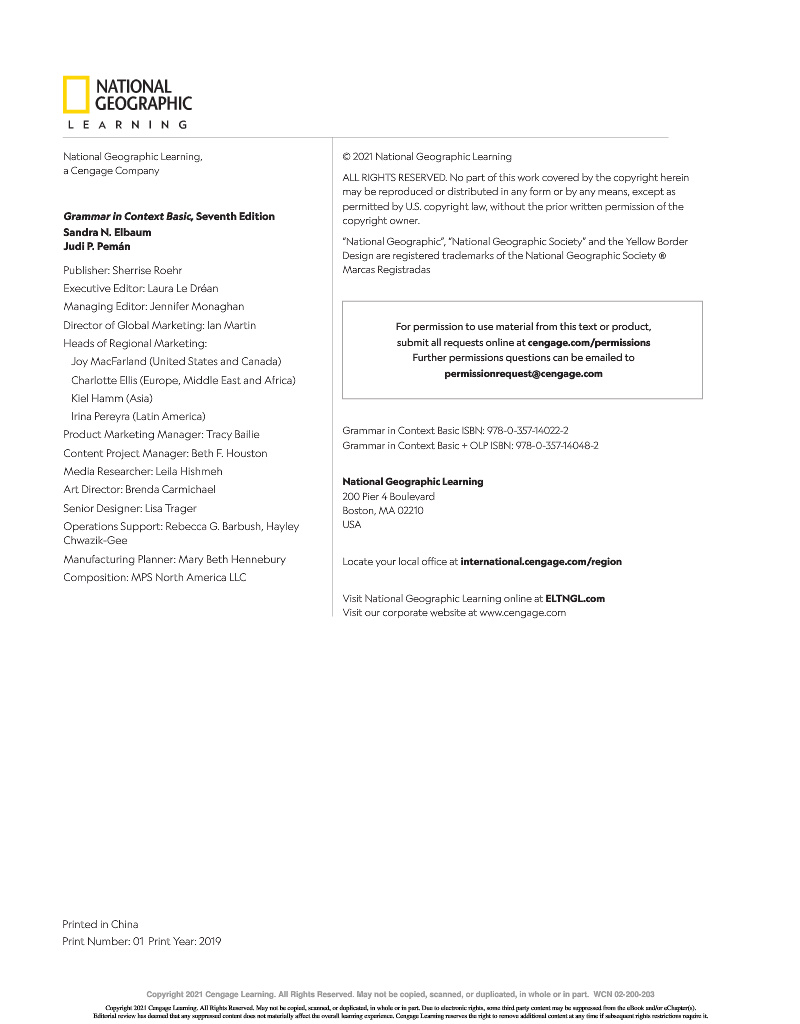 NATIONAL
GEOGRAPHIC
LEARNING
National Geographic Learning,
a Cengage Company
Grammar in Context Basic, Seventh Edition
Sandra N. Elbaum
Judi P. Pemán
Publisher: Sherrise Roehr
Executive Editor: Laura Le Dréan
Managing Editor: Jennifer Monaghan
Director of Global Marketing: Ian Martin
Heads of Regional Marketing:
Joy MacFarland (United States and Canada)
Charlotte Ellis (Europe, Middle East and Africa)
Kiel Hamm (Asia)
Irina Pereyra (Latin America)
Product Marketing Manager: Tracy Bailie
Content Project Manager: Beth F. Houston
Media Researcher: Leila Hishmeh
Art Director: Brenda Carmichael
Senior Designer: Lisa Trager
Operations Support: Rebecca G. Barbush, Hayley
Chwazik-Gee
Manufacturing Planner: Mary Beth Hennebury
Composition: MPS North America LLC
© 2021 National Geographic Learning
ALL RIGHTS RESERVED. No part of this work covered by the copyright herein
may be reproduced or distributed in any form or by any means, except as
permitted by U.S. copyright law, without the prior written permission of the
copyright owner.
“National Geographic”, “National Geographic Society” and the Yellow Border
Design are registered trademarks of the National Geographic Society ®
Marcas Registradas
For permission to use material from this text or product,
submit all requests online at cengage.com/permissions
Further permissions questions can be emailed to
permissionrequest@cengage.com
Grammar in Context Basic ISBN: 978-0-357-14022-2
Grammar in Context Basic + OLP ISBN: 978-0-357-14048-2
National Geographic Learning
200 Pier 4 Boulevard
Boston, MA 02210
USA
Locate your local office at international.cengage.com/region
Visit National Geographic Learning online at ELTNGL.com
Visit our corporate website at www.cengage.com
Printed in China
Print Number: 01 Print Year: 2019
Copyright 2021 Cengage Learning. All Rights Reserved. May not be copied, scanned, or duplicated, in whole or in part. WCN 02-200-203
Copyright 2021 Cengage Learning. All Rights Reserved. May not be copied, scanned, or duplicated, in whole or in part. Due to electronic rights, some third party content may be suppressed from the eBook and/or eChapter(s).
Editorial review has deemed that any suppressed content does not materially affect the overall learning experience. Cengage Learning reserves the right to remove additional content at any time if subsequent rights restrictions require it.